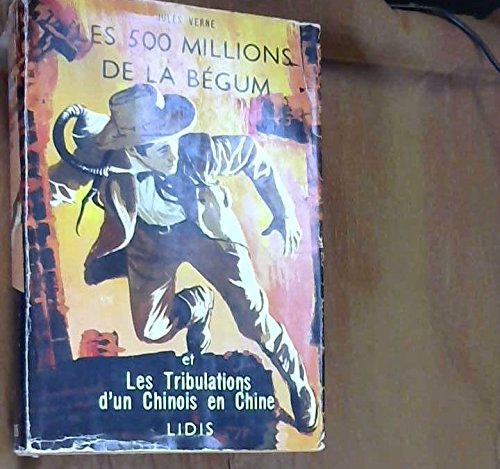 JULES VERNE
LES 500 MILLIONS
DE LA BÉGUM
et
Les Tribulations
d'un Chinois en Chine
LIDIS